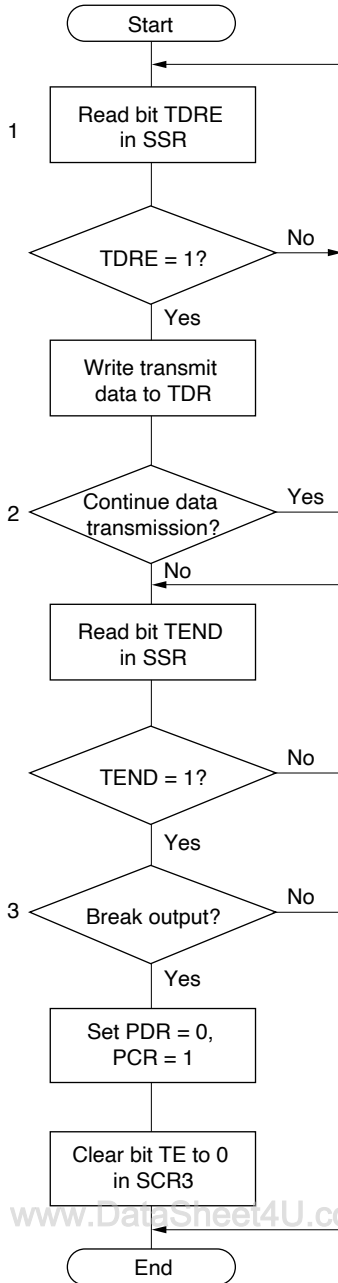 Start
1
Read bit TDRE
in SSR
TDRE = 1?
No
Yes
Write transmit
data to TDR
2
Continue data
transmission?
Yes
No
Read bit TEND
in SSR
TEND = 1?
No
Yes
3
Break output?
No
Yes
Set PDR = 0,
PCR = 1
Clear bit TE to 0
in SCR3
www.DataSheet4U.co
End